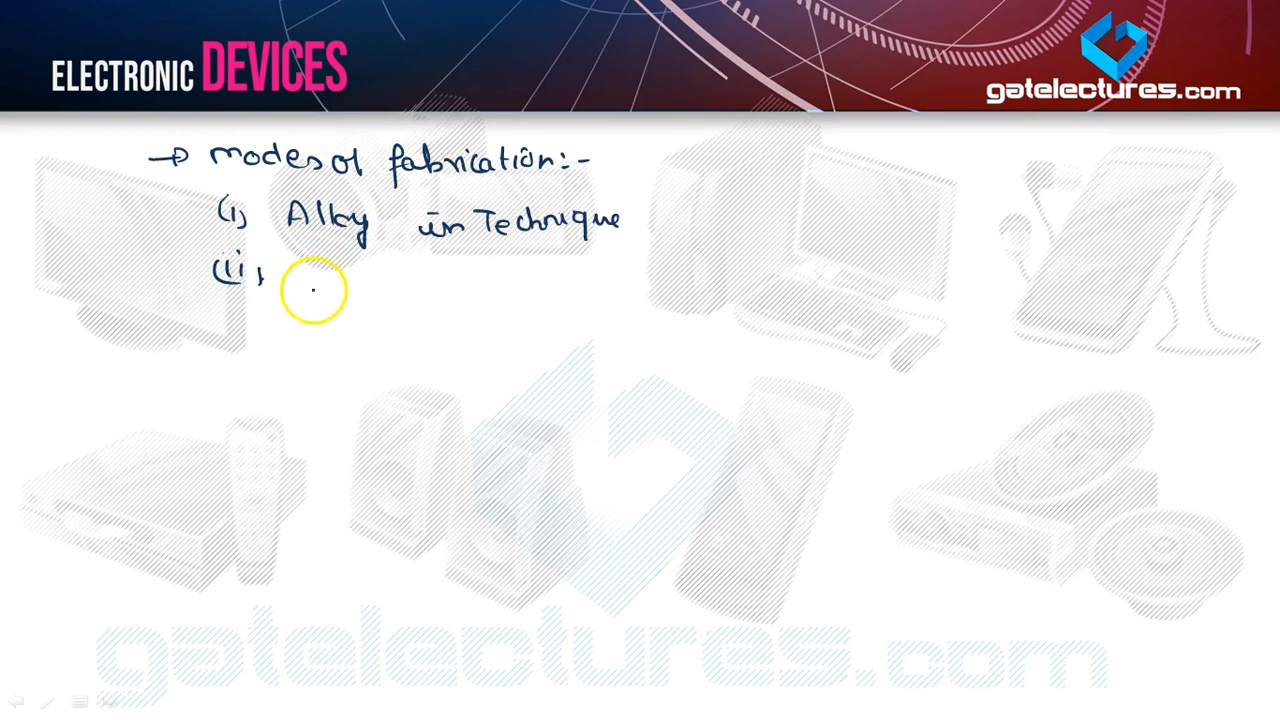 ELECTRONIC DEVICES
gatelectures.com
→ modes of fabrication:-
(i) Alloy in Technique
(ii)
gatelectures.com